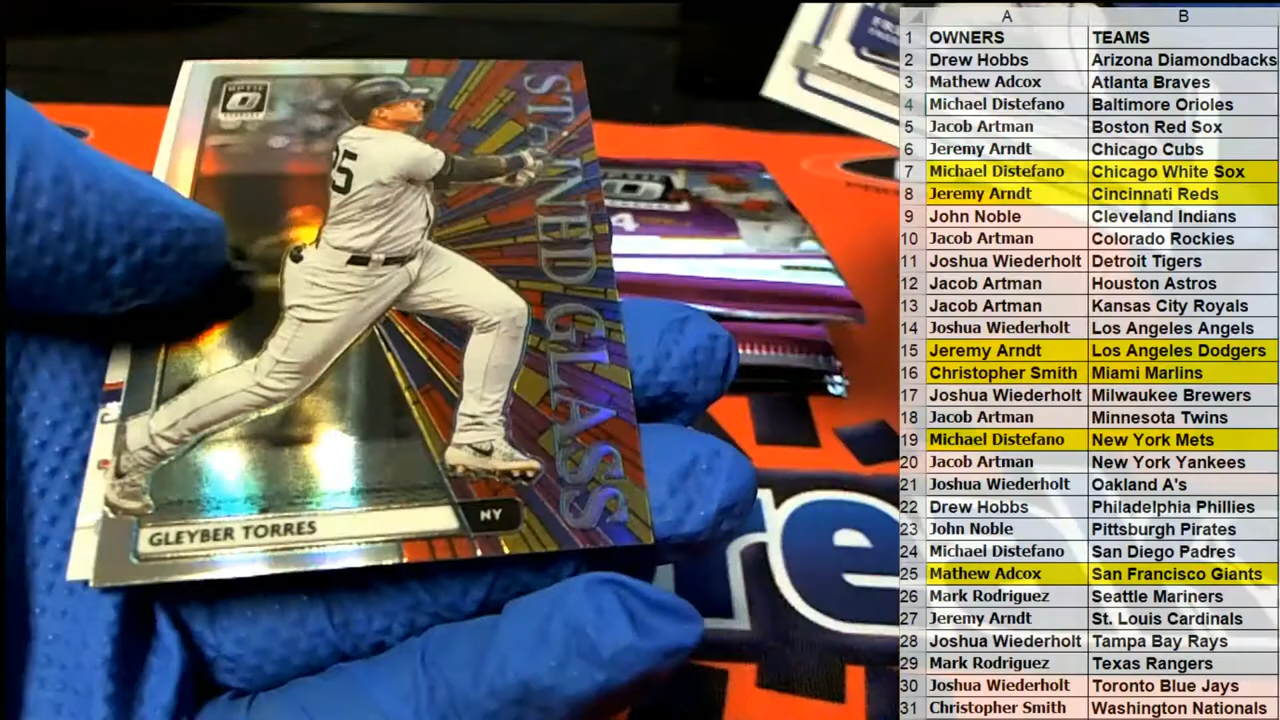 OPTIC
25
STAINED GLASS
GLEYBER TORRES
NY
4
re
A B
1 OWNERS TEAMS
2 Drew Hobbs Arizona Diamondbacks
3 Mathew Adcox Atlanta Braves
4 Michael Distefano Baltimore Orioles
5 Jacob Artman Boston Red Sox
6 Jeremy Arndt Chicago Cubs
7 Michael Distefano Chicago White Sox
8 Jeremy Arndt Cincinnati Reds
9 John Noble Cleveland Indians
10 Jacob Artman Colorado Rockies
11 Joshua Wiederholt Detroit Tigers
12 Jacob Artman Houston Astros
13 Jacob Artman Kansas City Royals
14 Joshua Wiederholt Los Angeles Angels
15 Jeremy Arndt Los Angeles Dodgers
16 Christopher Smith Miami Marlins
17 Joshua Wiederholt Milwaukee Brewers
18 Jacob Artman Minnesota Twins
19 Michael Distefano New York Mets
20 Jacob Artman New York Yankees
21 Joshua Wiederholt Oakland A's
22 Drew Hobbs Philadelphia Phillies
23 John Noble Pittsburgh Pirates
24 Michael Distefano San Diego Padres
25 Mathew Adcox San Francisco Giants
26 Mark Rodriguez Seattle Mariners
27 Jeremy Arndt St. Louis Cardinals
28 Joshua Wiederholt Tampa Bay Rays
29 Mark Rodriguez Texas Rangers
30 Joshua Wiederholt Toronto Blue Jays
31 Christopher Smith Washington Nationals